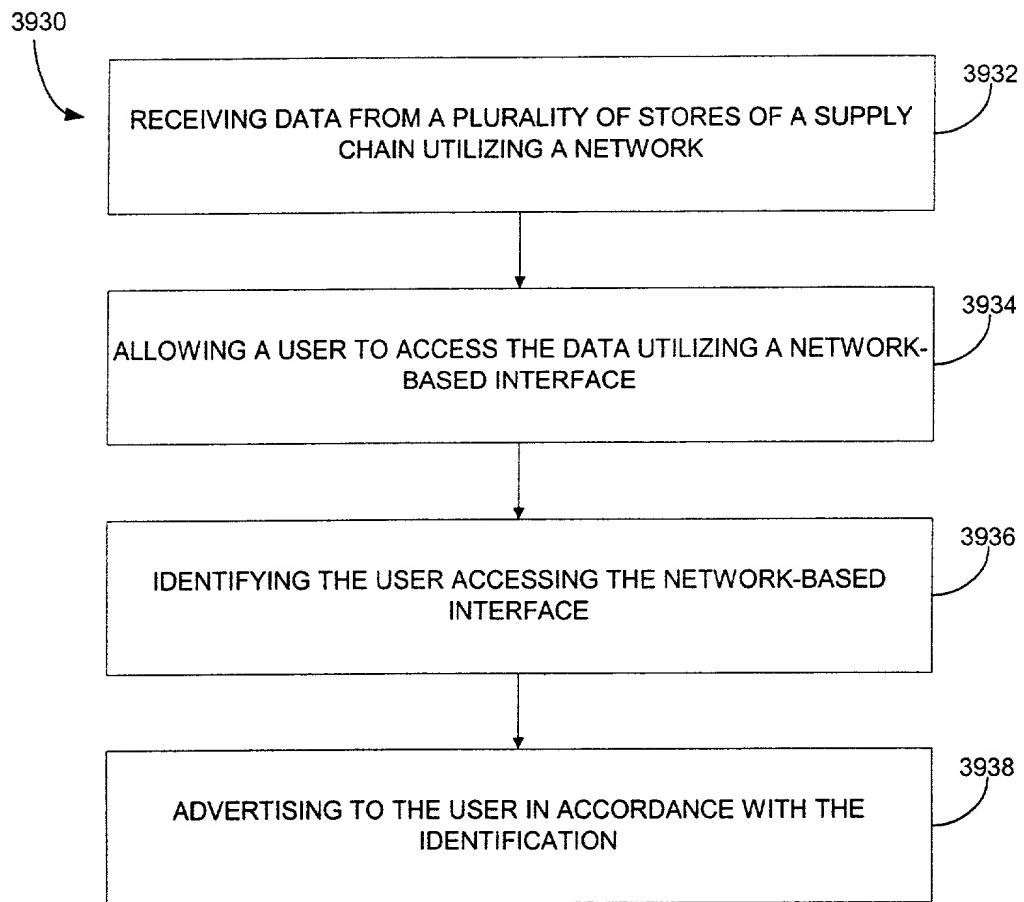 3930
3932
RECEIVING DATA FROM A PLURALITY OF STORES OF A SUPPLY
CHAIN UTILIZING A NETWORK
3934
ALLOWING A USER TO ACCESS THE DATA UTILIZING A NETWORK-
BASED INTERFACE
3936
IDENTIFYING THE USER ACCESSING THE NETWORK-BASED
INTERFACE
3938
ADVERTISING TO THE USER IN ACCORDANCE WITH THE
IDENTIFICATION